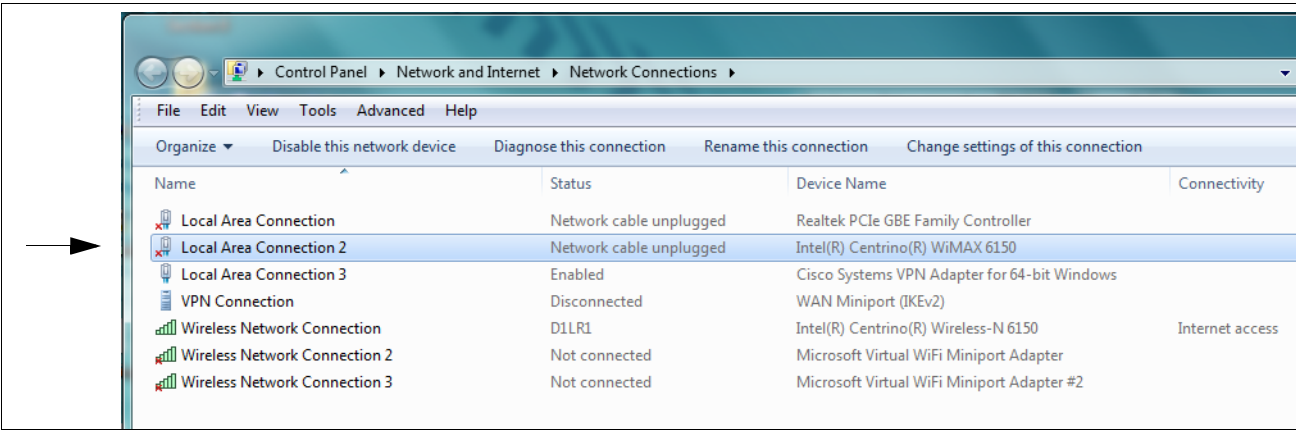 Control Panel Network and Internet Network Connections
File Edit View Tools Advanced Help
Organize Disable this network device Diagnose this connection Rename this connection Change settings of this connection
Name Status Device Name Connectivity
Local Area Connection Network cable unplugged Realtek PCIe GBE Family Controller
Local Area Connection 2 Network cable unplugged Intel(R) Centrino(R) WiMAX 6150
Local Area Connection 3 Enabled Cisco Systems VPN Adapter for 64-bit Windows
VPN Connection Disconnected WAN Miniport (IKEv2)
Wireless Network Connection D1LR1 Intel(R) Centrino(R) Wireless-N 6150 Internet access
Wireless Network Connection 2 Not connected Microsoft Virtual WiFi Miniport Adapter
Wireless Network Connection 3 Not connected Microsoft Virtual WiFi Miniport Adapter #2